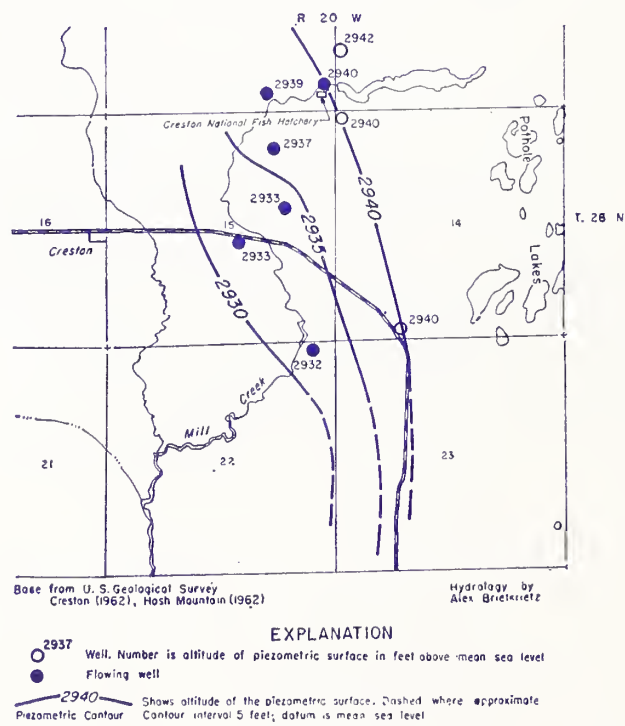 R 20 W
2942
2940
2939
2940
Creston National Fish Hatchery
2937
Pothole
2940
2933
16
15
2935
14
T. 28 N
Creston
2933
Lakes
2930
2940
2932
Creek
Mill
21
22
23
Base from U. S. Geological Survey
Creston (1962), Hosh Mountain (1962)
Hydrology by
Alex
EXPLANATION
2937
Well. Number is altitude of piezometric surface in feet above mean sea level
Flowing well
2940
Shows altitude of the piezometric surface. Dashed where approximate
Piezometric Contour
Contour interval 5 feet; datum is mean sea level